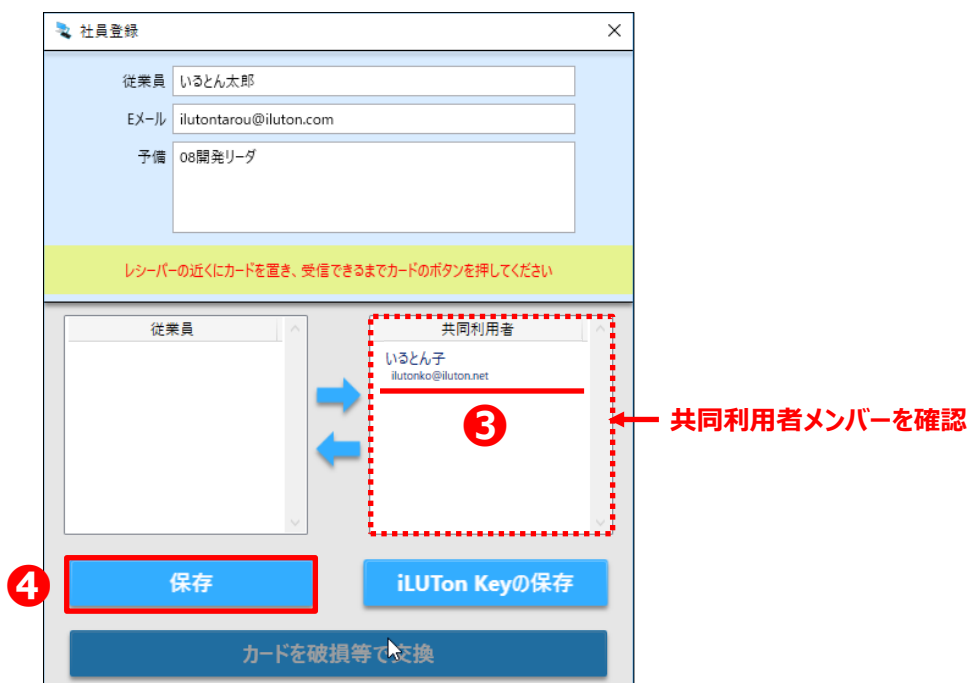 社員登録
従業員 いるとん太郎
Eメール ilutontarou@iluton.com
予備 08開発リーダ
レシーバーの近くにカードを置き、受信できるまでカードのボタンを押してください
従業員
共同利用者
いるとん子
ilutonko@iluton.net
❸
共同利用者メンバーを確認
❹
保存
iLUTon Keyの保存
カードを破損等で交換